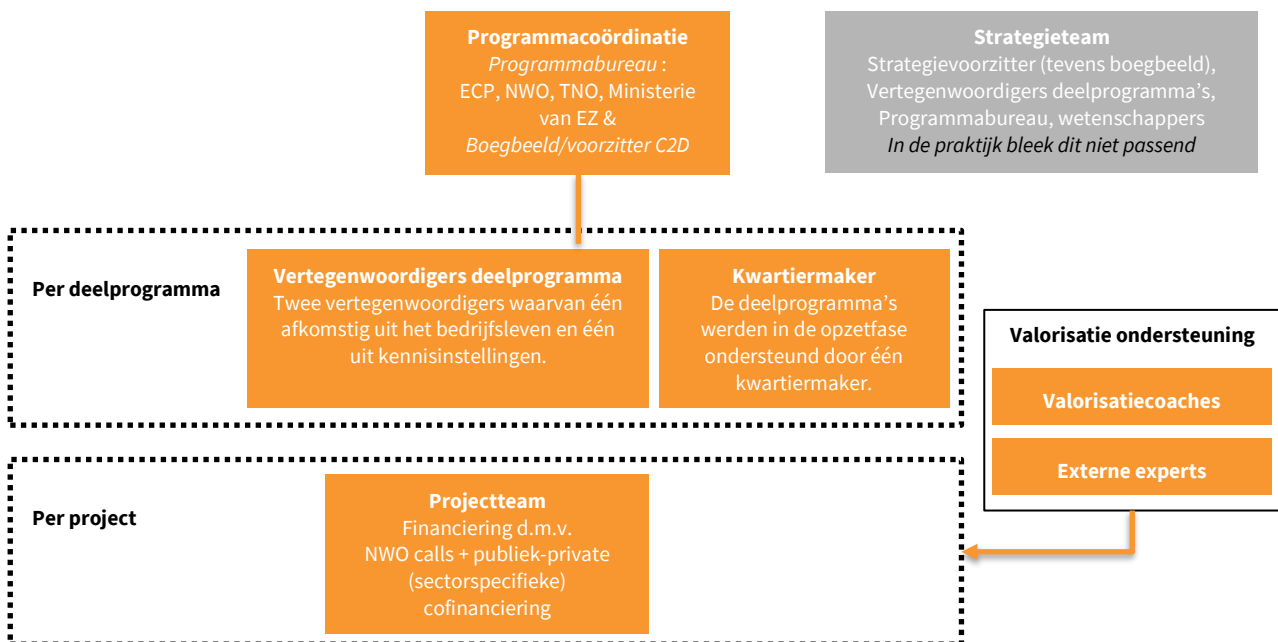 Programmacoördinatie
Programmabureau :
ECP, NWO, TNO, Ministerie
van EZ &
Boegbeeld/voorzitter C2D
Strategieteam
Strategievoorzitter (tevens boegbeeld),
Vertegenwoordigers deelprogramma’s,
Programmabureau, wetenschappers
In de praktijk bleek dit niet passend
Per deelprogramma
Vertegenwoordigers deelprogramma
Twee vertegenwoordigers waarvan één
afkomstig uit het bedrijfsleven en één
uit kennisinstellingen.
Kwartiermaker
De deelprogramma’s
werden in de opzetfase
ondersteund door één
kwartiermaker.
Valorisatie ondersteuning
Valorisatiecoaches
Externe experts
Per project
Projectteam
Financiering d.m.v.
NWO calls + publiek-private
(sectorspecifieke)
cofinanciering